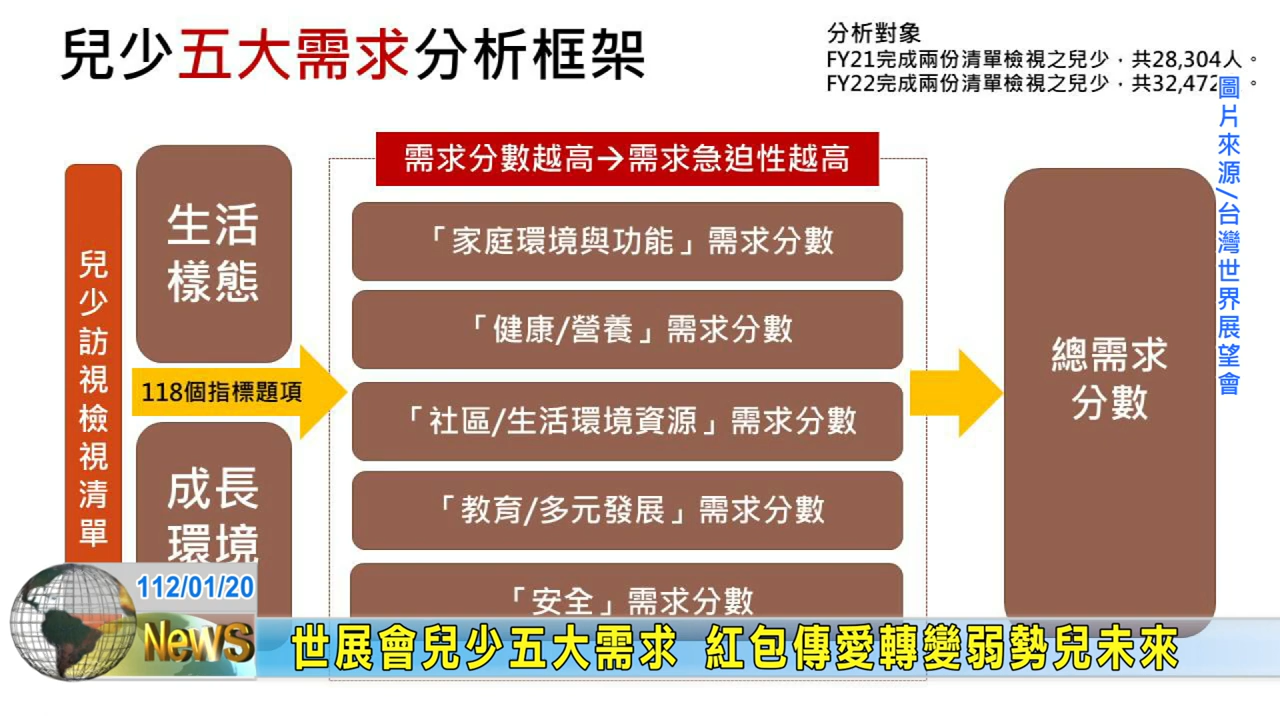 兒少五大需求分析框架
分析對象
FY21完成兩份清單檢視之兒少，共28,304人。
FY22完成兩份清單檢視之兒少，共32,472。
圖片來源/台灣世界展望會
需求分數越高→需求急迫性越高
兒少訪視檢視清單
生活
樣態
118個指標題項
成長
環境
「家庭環境與功能」需求分數
「健康/營養」需求分數
「社區/生活環境資源」需求分數
「教育/多元發展」需求分數
「安全」需求分數
總需求
分數
112/01/20
News
世展會兒少五大需求 紅包傳愛轉變弱勢兒未來